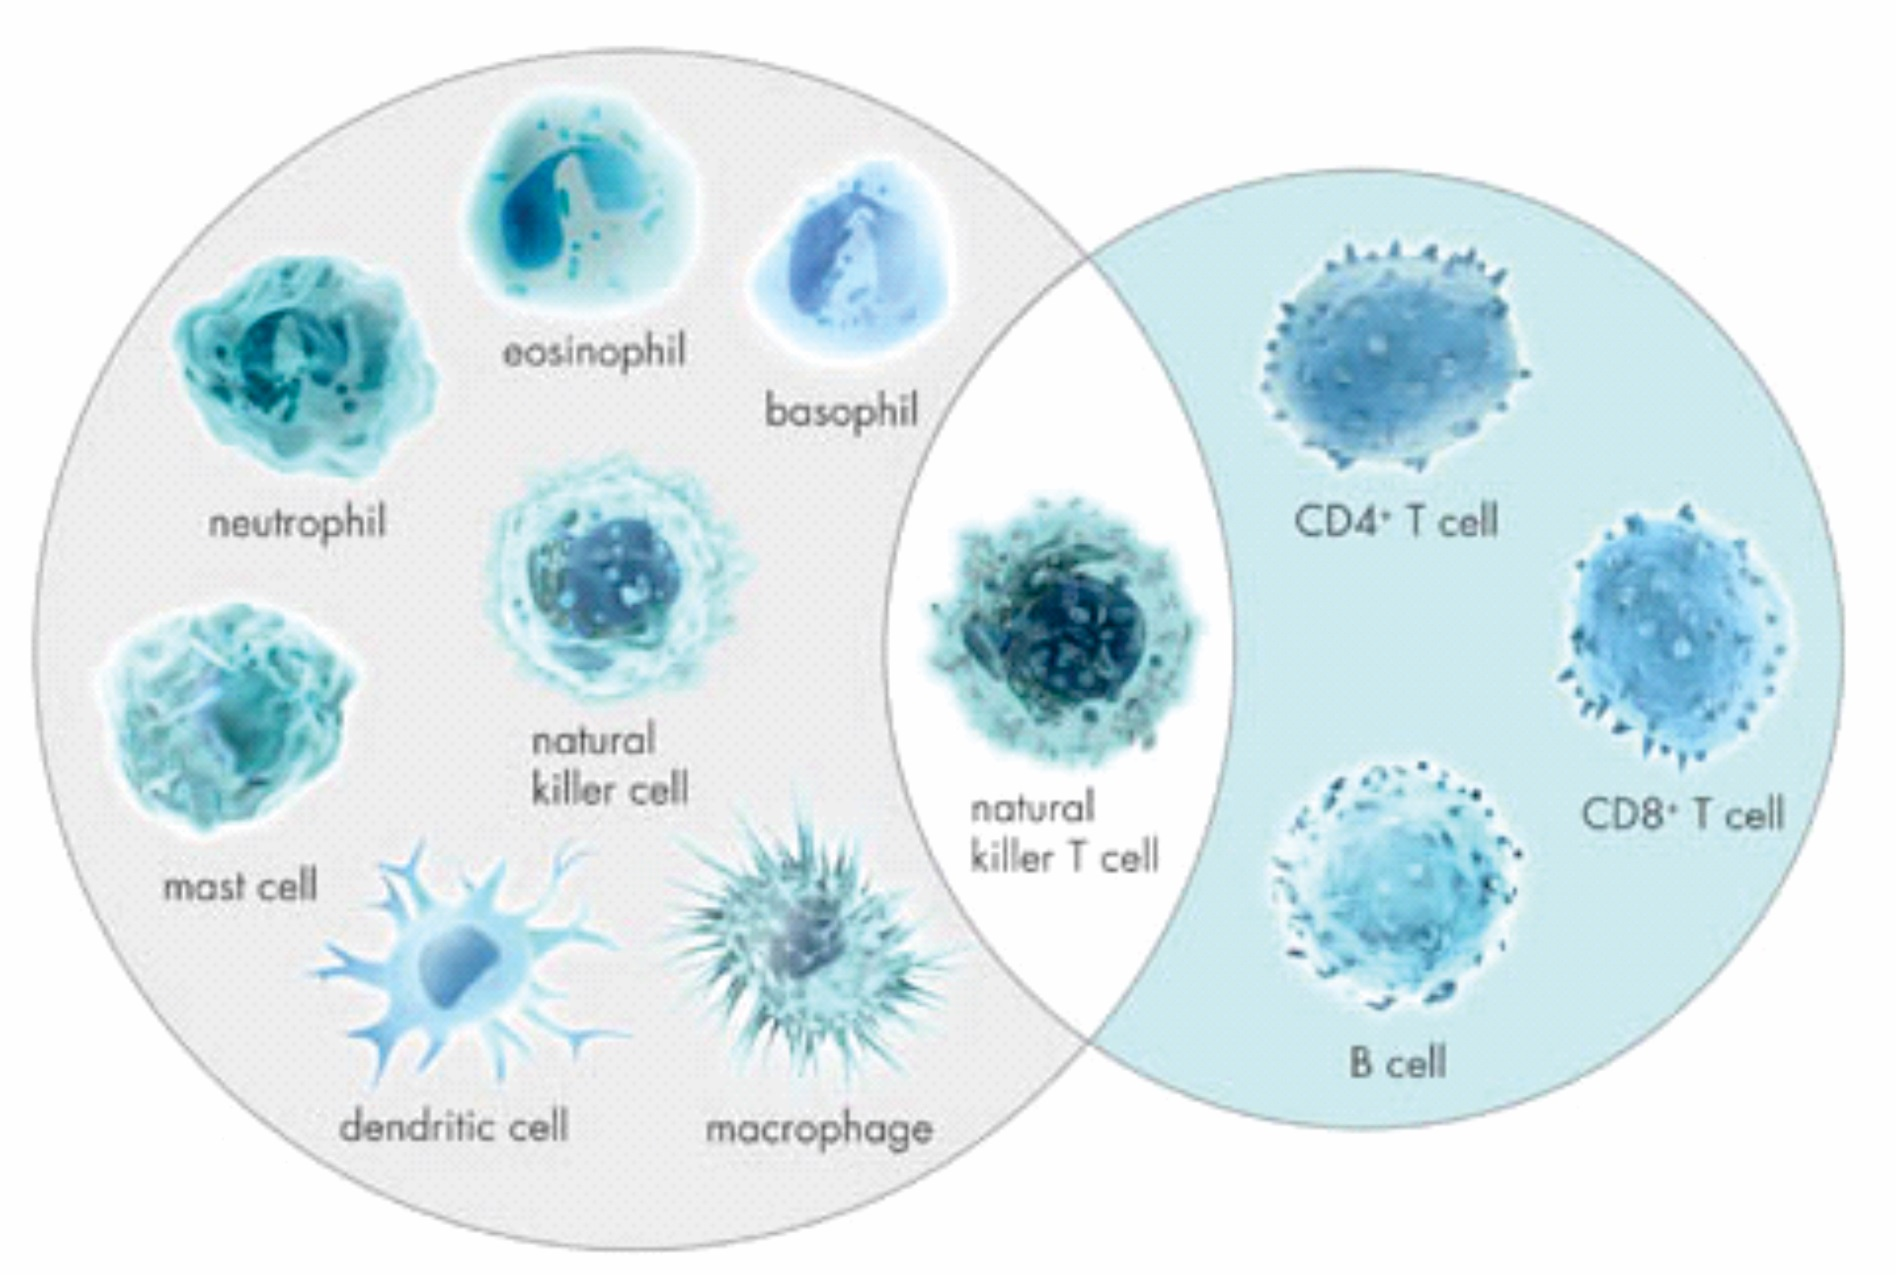 eosinophil
basophil
neutrophil
natural
killer cell
mast cell
dendritic cell
macrophage
natural
killer T cell
CD4⁺ T cell
CD8⁺ T cell
B cell